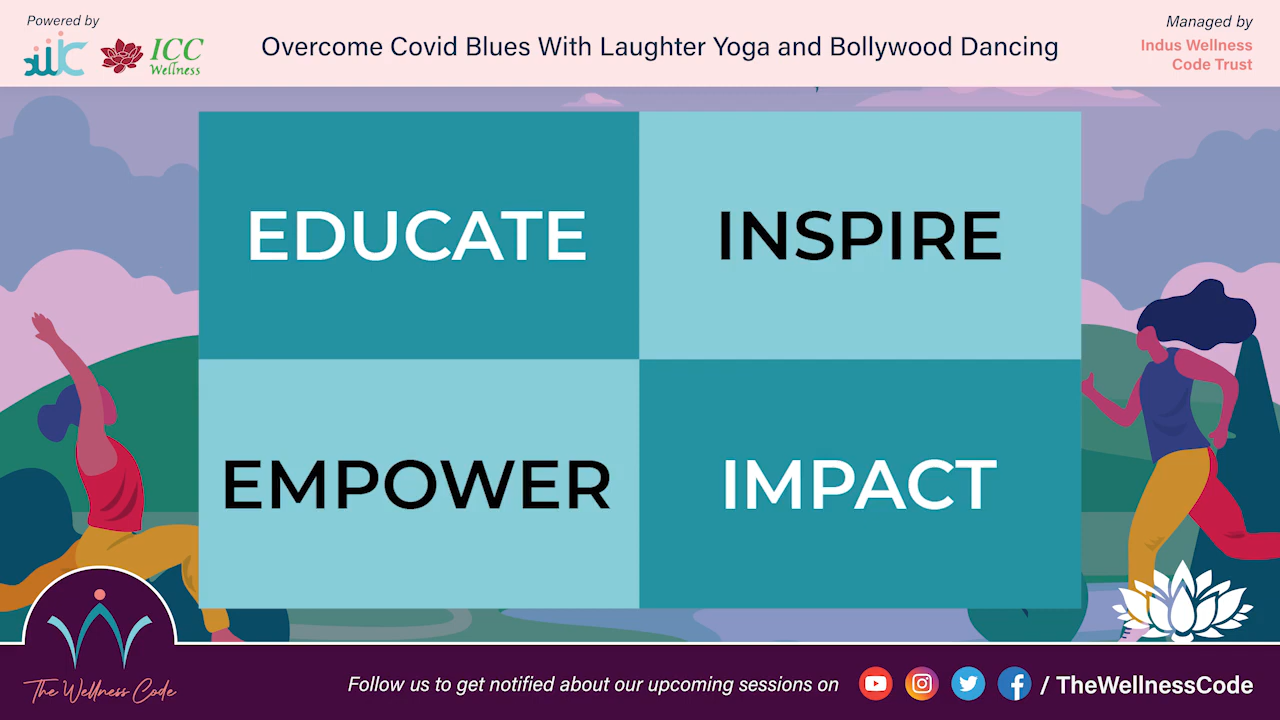 Powered by
ICC
Wellness
Overcome Covid Blues With Laughter Yoga and Bollywood Dancing
Managed by
Indus Wellness
Code Trust
EDUCATE
INSPIRE
EMPOWER
IMPACT
The Wellness Code
Follow us to get notified about our upcoming sessions on
/ TheWellnessCode